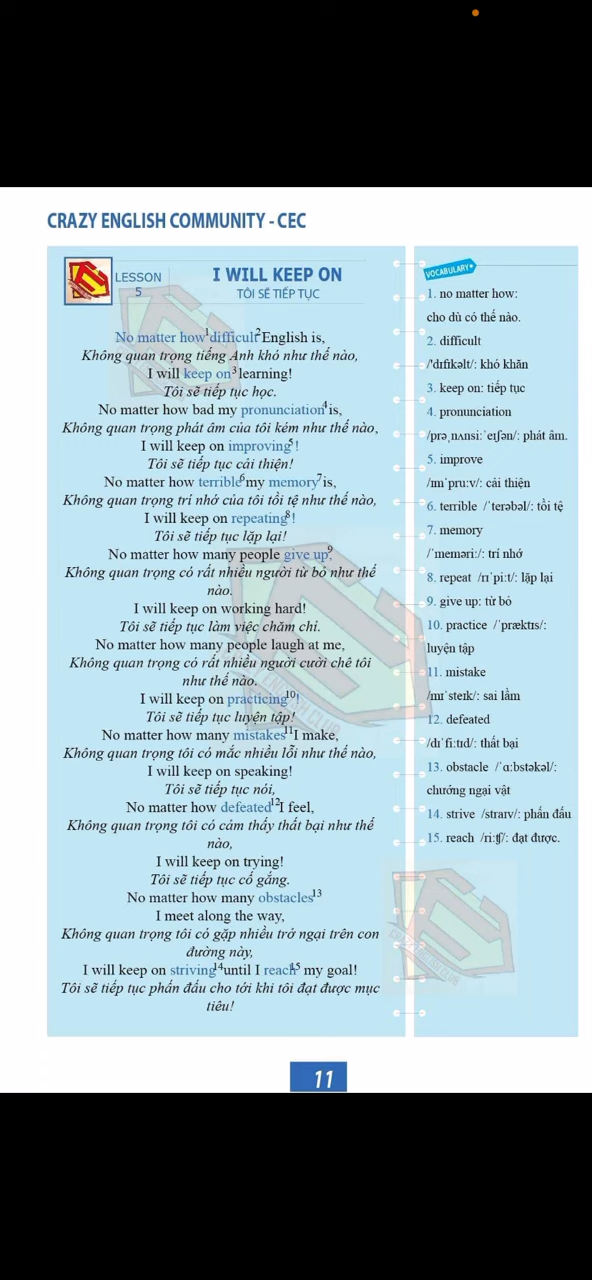 CRAZY ENGLISH COMMUNITY - CEC
LESSON
5
I WILL KEEP ON
TÔI SẼ TIẾP TỤC
No matter how¹ difficult² English is,
Không quan trọng tiếng Anh khó như thế nào,
I will keep on³ learning!
Tôi sẽ tiếp tục học.
No matter how bad my pronunciation⁴ is,
Không quan trọng phát âm của tôi kém như thế nào,
I will keep on improving⁵!
Tôi sẽ tiếp tục cải thiện!
No matter how terrible⁶ my memory⁷ is,
Không quan trọng trí nhớ của tôi tồi tệ như thế nào,
I will keep on repeating⁸!
Tôi sẽ tiếp tục lặp lại!
No matter how many people give up⁹,
Không quan trọng có rất nhiều người từ bỏ như thế
nào.
I will keep on working hard!
Tôi sẽ tiếp tục làm việc chăm chỉ.
No matter how many people laugh at me,
Không quan trọng có rất nhiều người cười chê tôi
như thế nào.
I will keep on practicing¹⁰!
Tôi sẽ tiếp tục luyện tập!
No matter how many mistakes¹¹ I make,
Không quan trọng tôi có mắc nhiều lỗi như thế nào,
I will keep on speaking!
Tôi sẽ tiếp tục nói,
No matter how defeated¹² I feel,
Không quan trọng tôi có cảm thấy thất bại như thế
nào,
I will keep on trying!
Tôi sẽ tiếp tục cố gắng.
No matter how many obstacles¹³
I meet along the way,
Không quan trọng tôi có gặp nhiều trở ngại trên con
đường này,
I will keep on striving¹⁴ until I reach¹⁵ my goal!
Tôi sẽ tiếp tục phấn đấu cho tới khi tôi đạt được mục
tiêu!
VOCABULARY
1. no matter how:
cho dù có thế nào.
2. difficult
/'dɪfɪkəlt/: khó khăn
3. keep on: tiếp tục
4. pronunciation
/prəˌnʌnsiːˈeɪʃən/: phát âm.
5. improve
/ɪmˈpruːv/: cải thiện
6. terrible /ˈterəbəl/: tồi tệ
7. memory
/ˈmeməriː/: trí nhớ
8. repeat /rɪˈpiːt/: lặp lại
9. give up: từ bỏ
10. practice /ˈpræktɪs/:
luyện tập
11. mistake
/mɪˈsteɪk/: sai lầm
12. defeated
/dɪˈfiːtɪd/: thất bại
13. obstacle /ˈɑːbstəkəl/:
chướng ngại vật
14. strive /straɪv/: phấn đấu
15. reach /riːʧ/: đạt được.
11